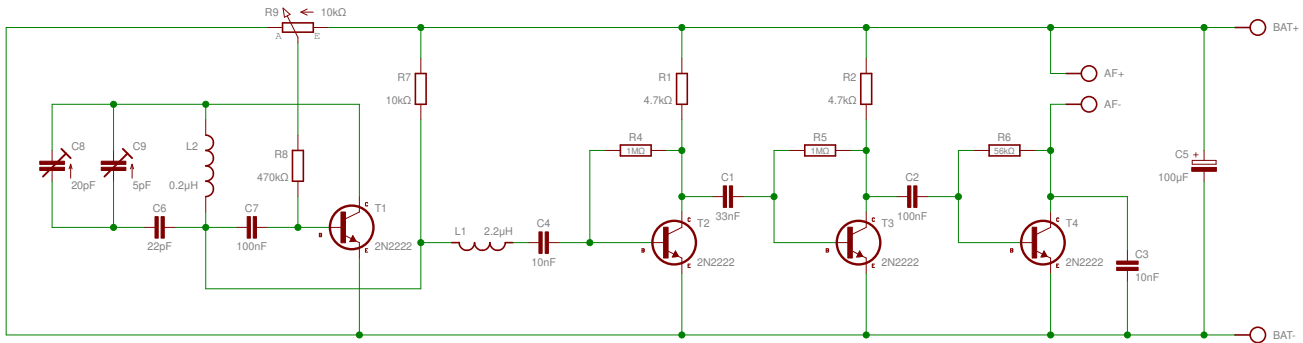 R9
10kΩ
A
E
BAT+
R7
10kΩ
R1
4.7kΩ
R2
4.7kΩ
AF+
AF-
C8
20pF
C9
5pF
L2
0.2µH
R8
470kΩ
R4
1MΩ
R5
1MΩ
R6
56kΩ
C5
+
100µF
C6
22pF
C7
100nF
T1
2N2222
C
B
E
L1
2.2µH
C4
10nF
T2
2N2222
C
B
E
C1
33nF
T3
2N2222
C
B
E
C2
100nF
T4
2N2222
C
B
E
C3
10nF
BAT-